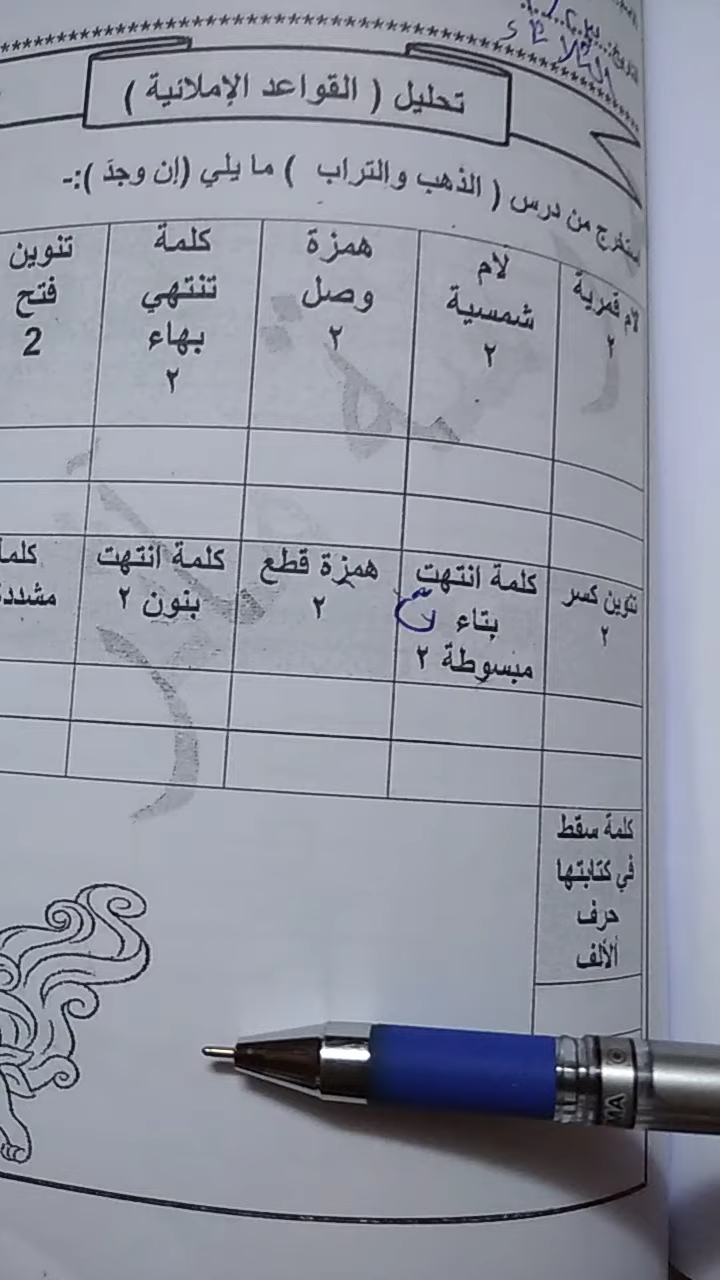 الثلاثاء
تحليل ( القواعد الإملائية )
استخرج من درس ( الذهب والتراب ) ما يلي (إن وجدَ ):-
لام قمرية ٢
لام شمسية ٢
همزة وصل ٢
كلمة تنتهي بهاء ٢
تنوين فتح 2
تنوين كسر ٢
كلمة انتهت بتاء مبسوطة ٢
همزة قطع ٢
كلمة انتهت بنون ٢
كلمة سقط في كتابتها حرف الألف